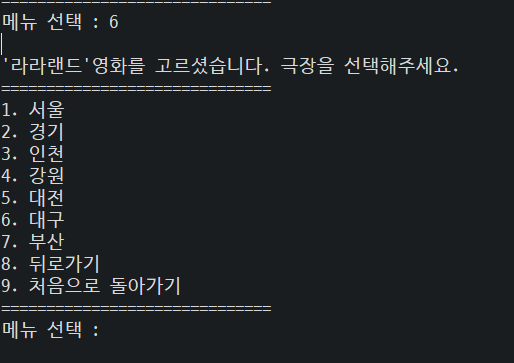 ==============================
메뉴 선택 : 6

'라라랜드'영화를 고르셨습니다. 극장을 선택해주세요.
==============================
1. 서울
2. 경기
3. 인천
4. 강원
5. 대전
6. 대구
7. 부산
8. 뒤로가기
9. 처음으로 돌아가기
==============================
메뉴 선택 :